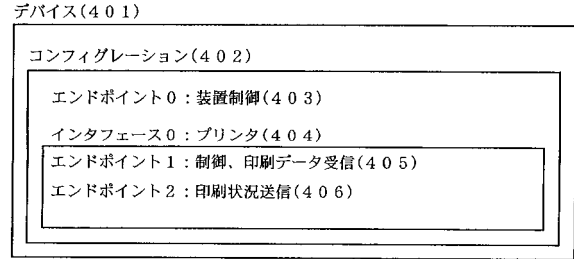 デバイス(401)
コンフィグレーション(402)
エンドポイント0：装置制御(403)
インタフェース0：プリンタ(404)
エンドポイント1：制御、印刷データ受信(405)
エンドポイント2：印刷状況送信(406)